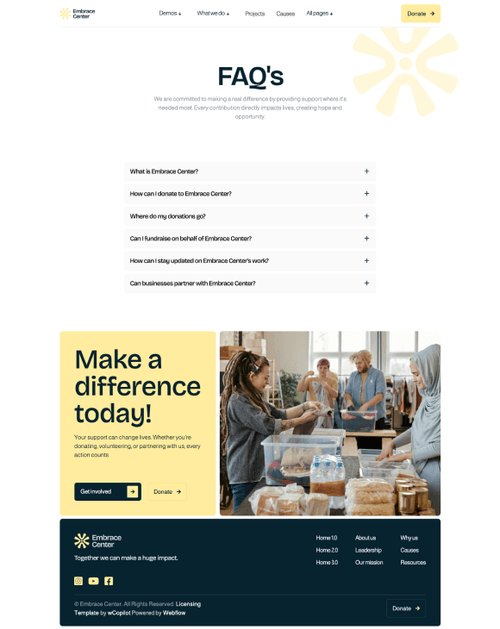 Embrace
Center
Demos
What we do
Projects
Causes
All pages
Donate
FAQ's
We are committed to making a real difference by providing support where it's
needed most. Every contribution directly impacts lives, creating hope and
opportunity.
What is Embrace Center?
How can I donate to Embrace Center?
Where do my donations go?
Can I fundraise on behalf of Embrace Center?
How can I stay updated on Embrace Center's work?
Can businesses partner with Embrace Center?
Make a
difference
today!
Your support can change lives. Whether you're
donating, volunteering, or partnering with us, every
action counts.
Get involved
Donate
Embrace
Center
Together we can make a huge impact.
Home 1.0
About us
Why us
Home 2.0
Leadership
Causes
Home 3.0
Our mission
Resources
© Embrace Center. All Rights Reserved. Licensing
Template by wCopilot Powered by Webflow
Donate